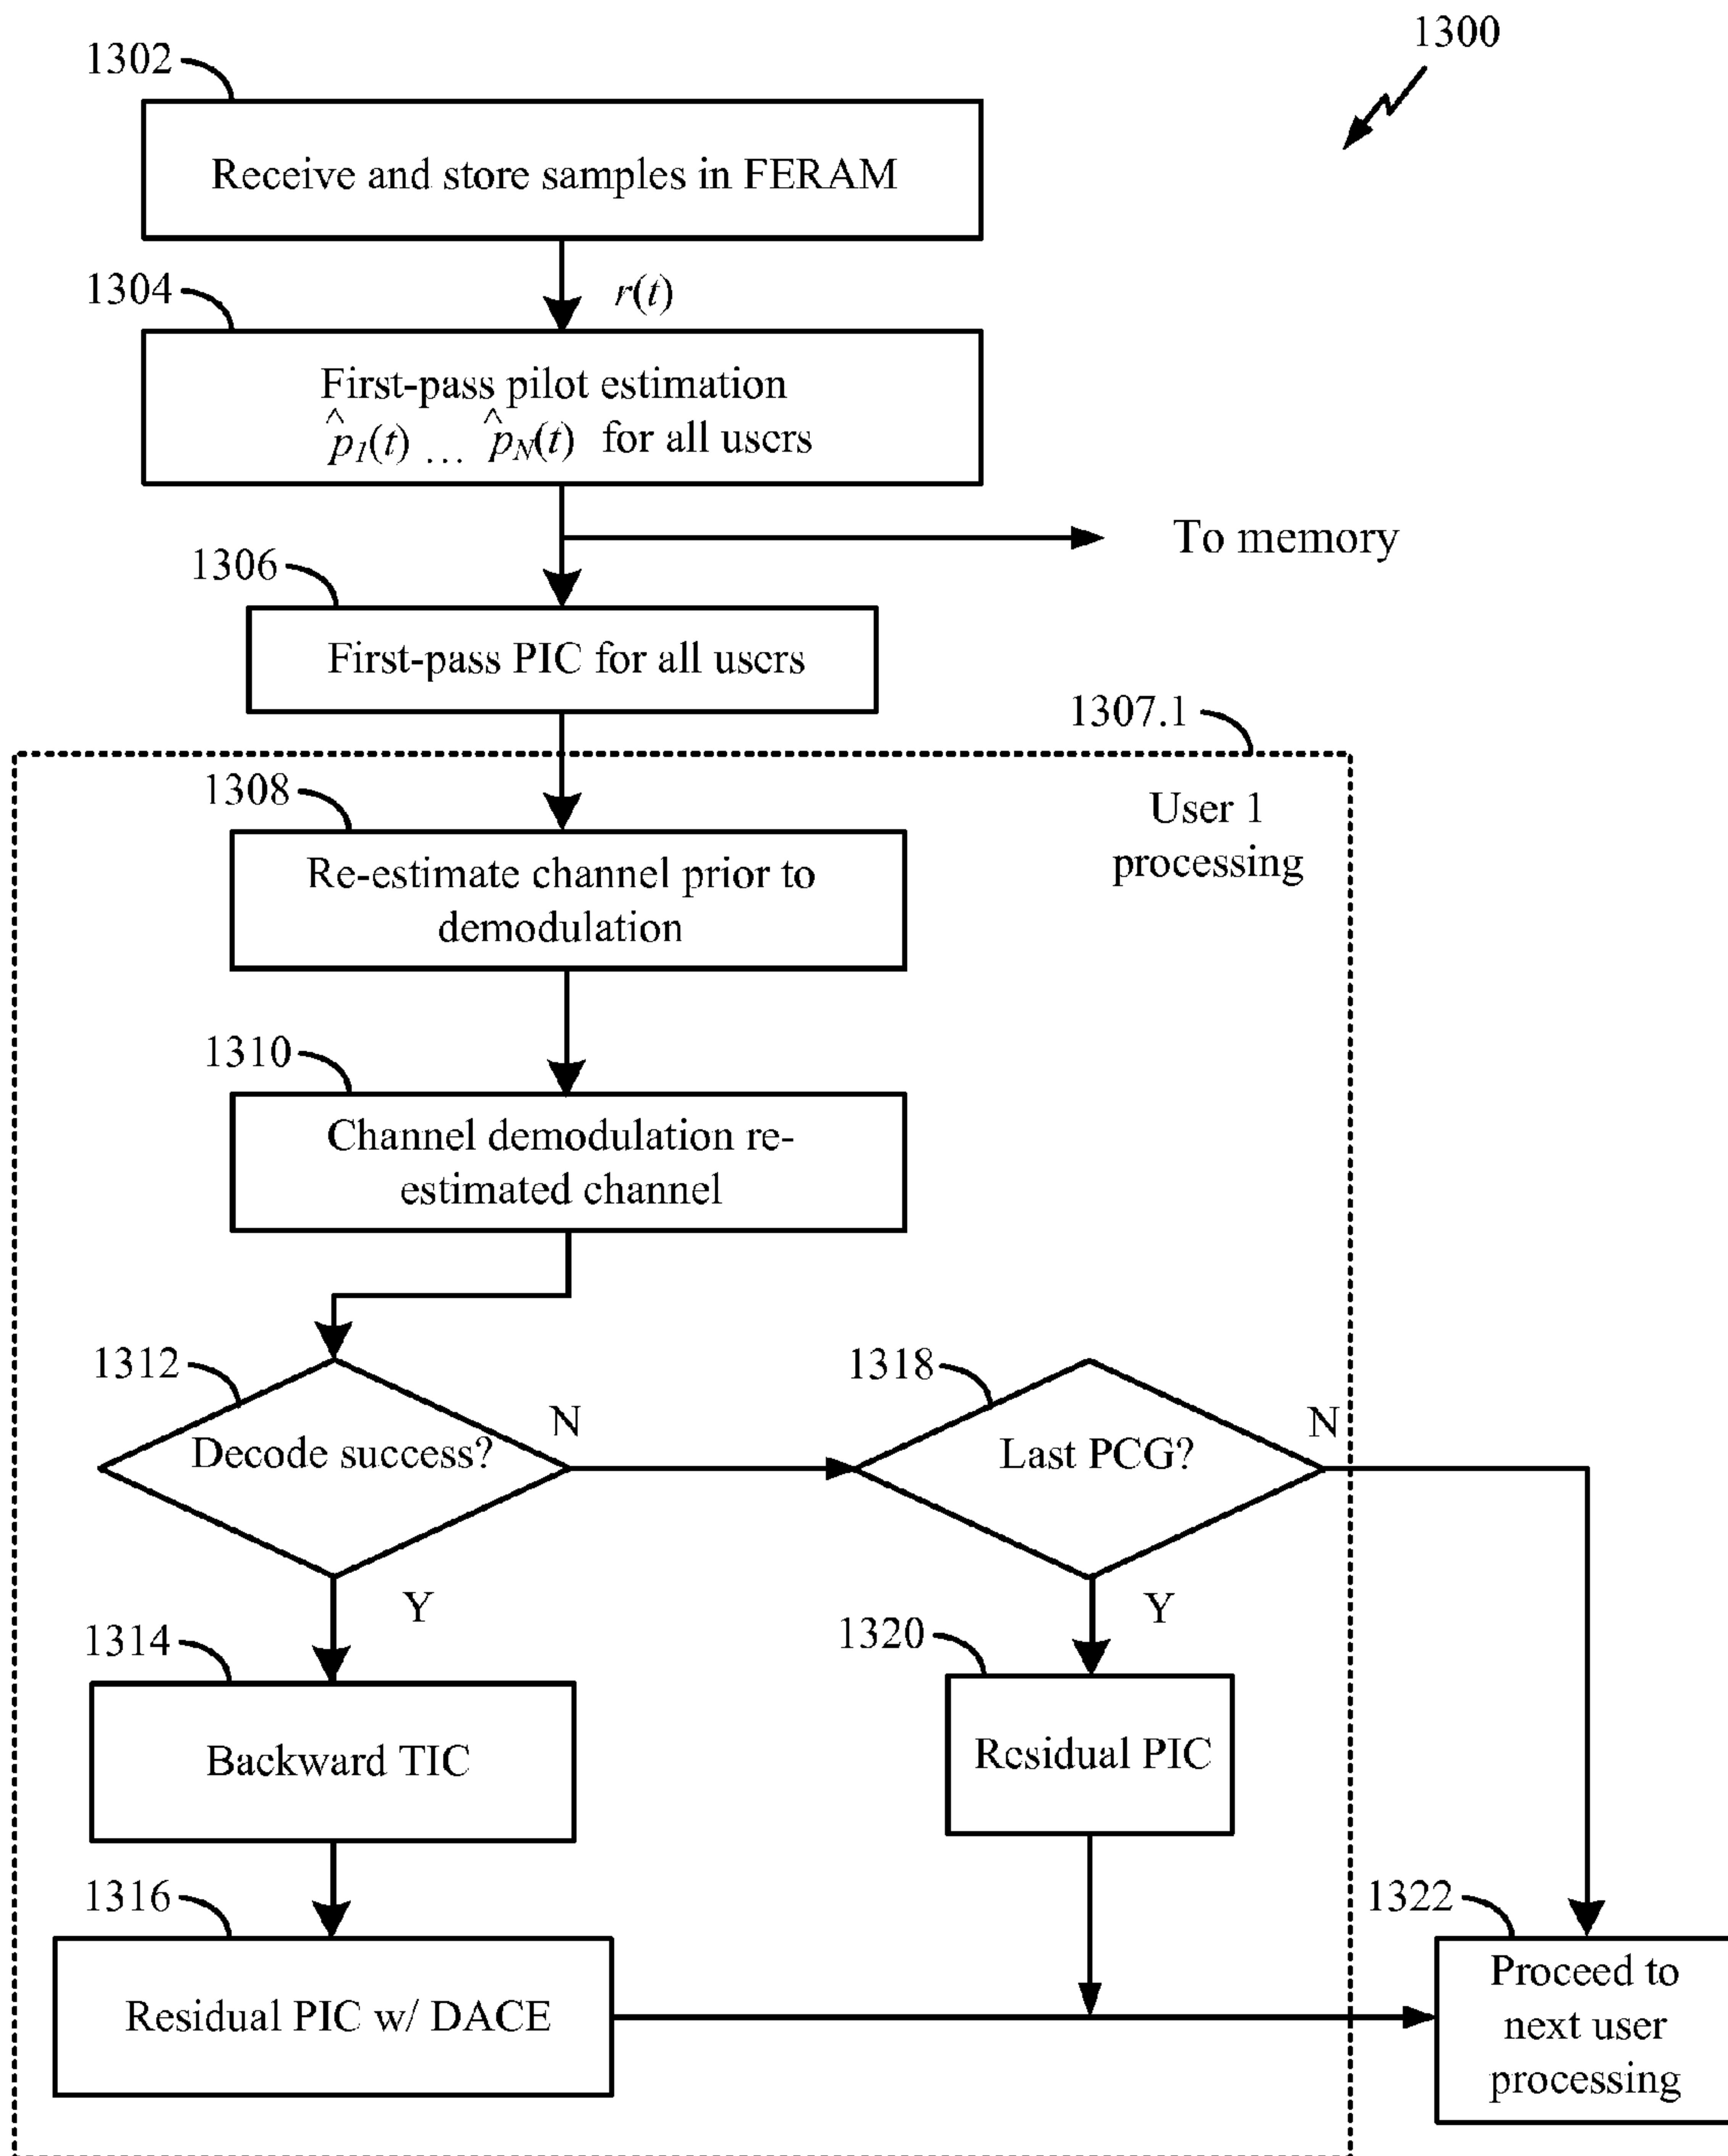 1300
1302
Receive and store samples in FERAM
r(t)
1304
First-pass pilot estimation
p̂₁(t) ... p̂_N(t) for all users
To memory
1306
First-pass PIC for all users
1307.1
User 1
processing
1308
Re-estimate channel prior to
demodulation
1310
Channel demodulation re-
estimated channel
1312
Decode success?
N
1318
Last PCG?
N
Y
Y
1314
Backward TIC
1320
Residual PIC
1316
Residual PIC w/ DACE
1322
Proceed to
next user
processing